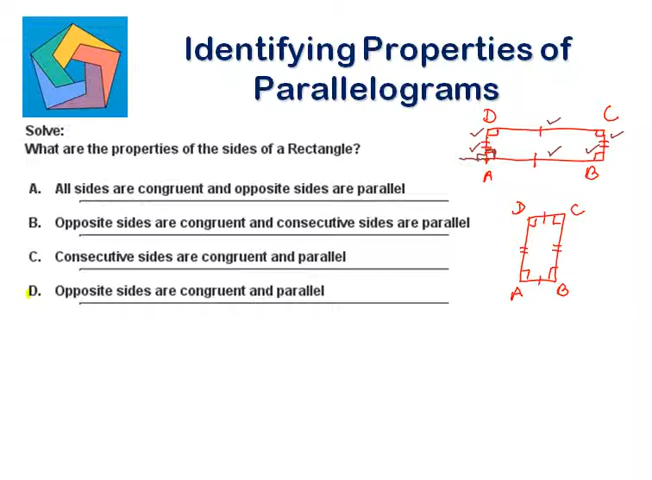 Identifying Properties of
Parallelograms
Solve:
What are the properties of the sides of a Rectangle?
A. All sides are congruent and opposite sides are parallel
B. Opposite sides are congruent and consecutive sides are parallel
C. Consecutive sides are congruent and parallel
D. Opposite sides are congruent and parallel
D C
A B
D C
A B